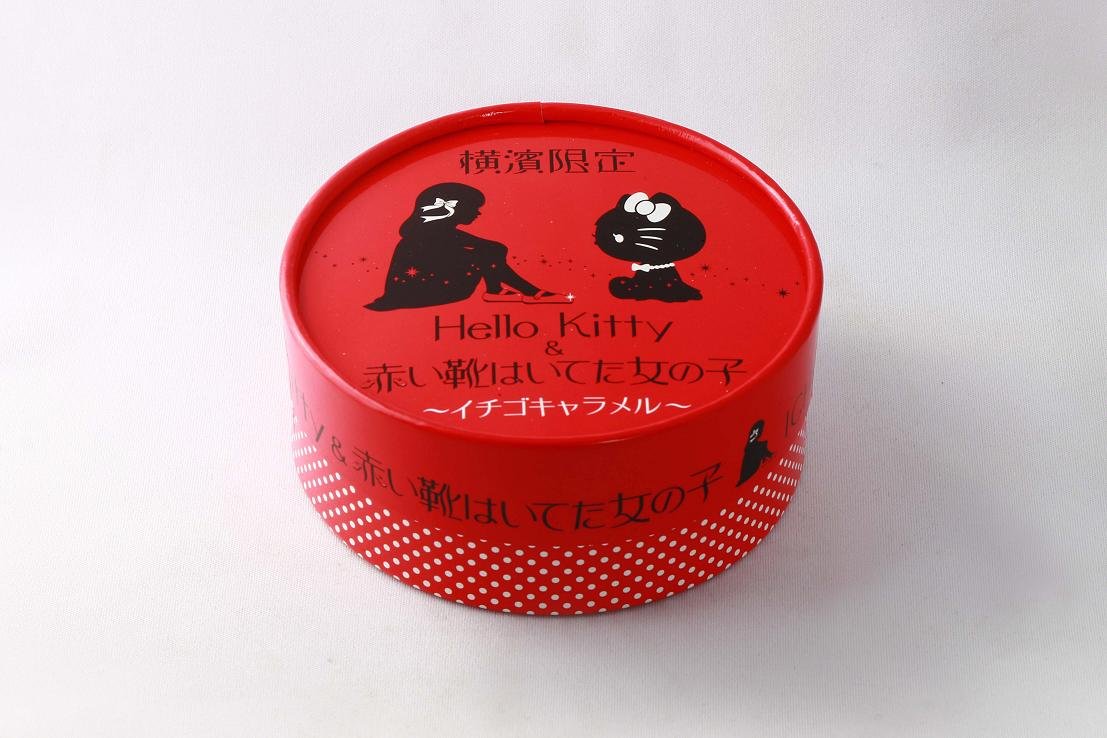 横濱限定
Hello Kitty
&
赤い靴はいてた女の子
～イチゴキャラメル～
y & 赤い靴はいてた女の子